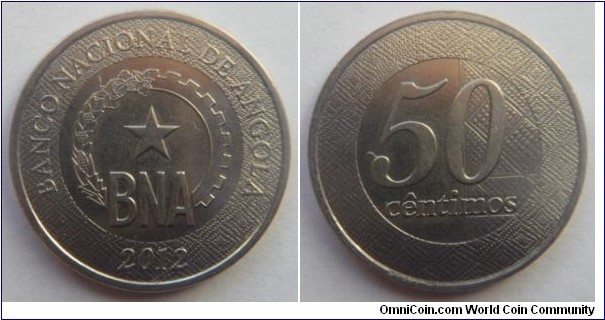 BANCO NACIONAL DE ANGOLA
BNA
2012
50
cêntimos
OmniCoin.com World Coin Community